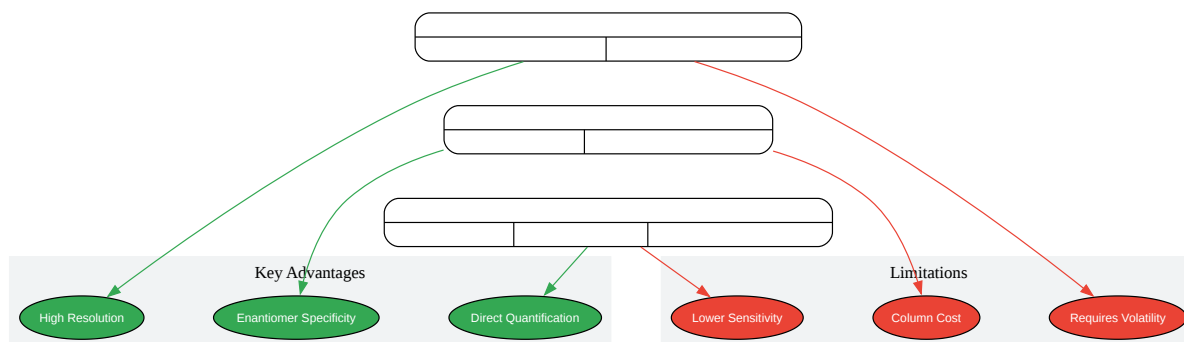 Key Advantages
Limitations
High Resolution
Enantiomer Specificity
Direct Quantification
Lower Sensitivity
Column Cost
Requires Volatility